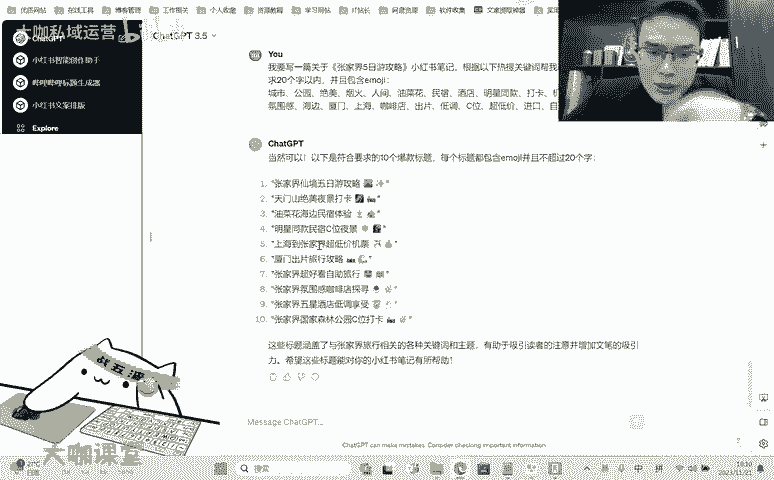 大咖私域运营
优质网站 在线工具 博客管理 工作相关 个人收藏 资源教程 学习网站 IT站长 阿虎资源 软件收集 文案提取神器
ChatGPT
小红书智能创作助手
哔哩哔哩标题生成器
小红书文案排版
Explore
ChatGPT 3.5
You
我要写一篇关于《张家界5日游攻略》小红书笔记，根据以下热搜关键词帮我
求20个字以内，并且包含emoji：
城市、公园、绝美、烟火、人间、油菜花、民宿、酒店、明星同款、打卡、
氛围感、海边、厦门、上海、咖啡店、出片、低调、C位、超低价、进口、自
ChatGPT
当然可以！以下是符合要求的10个爆款标题，每个标题都包含emoji并且不超过20个字：
1. "张家界仙境五日游攻略 "
2. "天门山绝美夜景打卡 "
3. "油菜花海边民宿体验 "
4. "明星同款民宿C位夜景 "
5. "上海到张家界超低价机票 "
6. "厦门出片旅行攻略 "
7. "张家界超好看自助旅行 "
8. "张家界氛围感咖啡店探寻 "
9. "张家界五星酒店低调享受 "
10. "张家界国家森林公园C位打卡 "
这些标题涵盖了与张家界旅行相关的各种关键词和主题，有助于吸引读者的注意并增加文笔的吸引
力。希望这些标题能对你的小红书笔记有所帮助！
Message ChatGPT...
ChatGPT can make mistakes. Consider checking important information.
战五渣
大咖课堂
搜索
18:10
2023/11/21